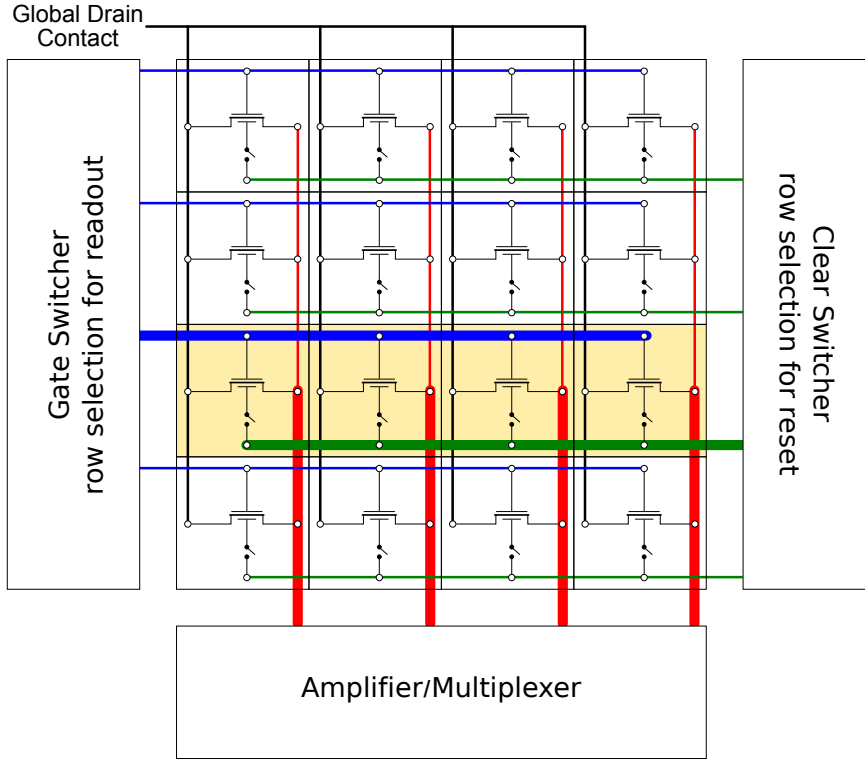 Global Drain
Contact
Gate Switcher
row selection for readout
Clear Switcher
row selection for reset
Amplifier/Multiplexer